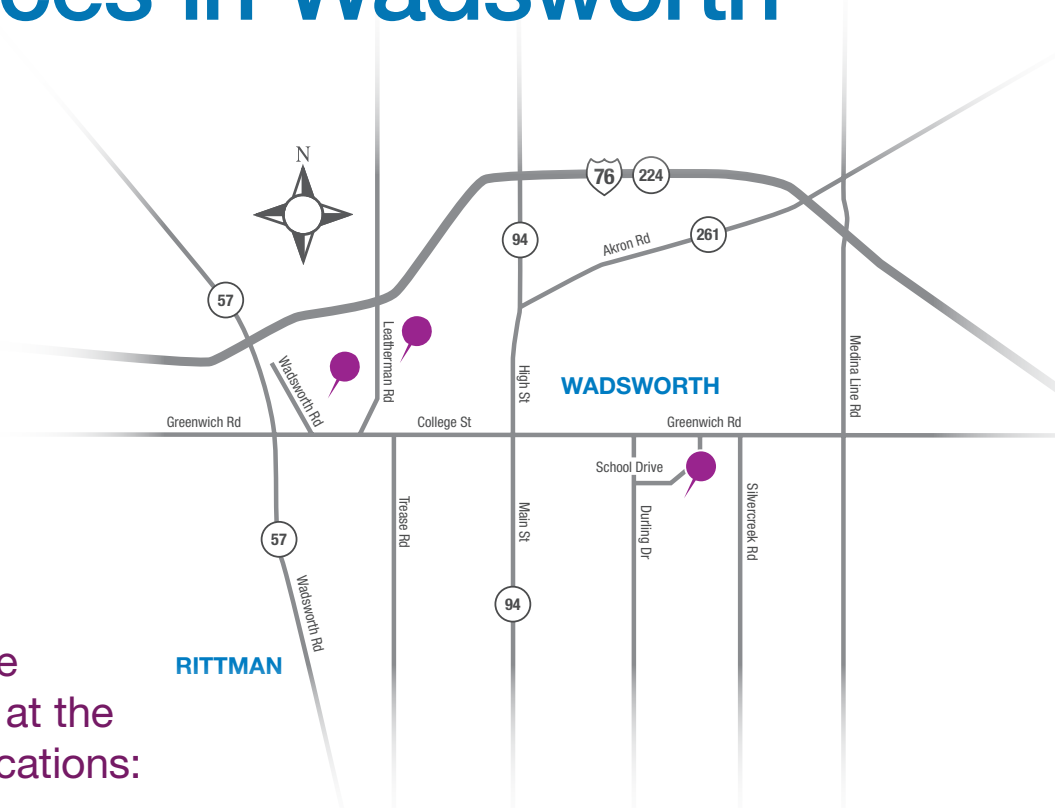 ces in Wadsworth
N
76
224
94
261
Akron Rd
57
Leatherman Rd
Wadsworth Rd
High St
WADSWORTH
Medina Line Rd
Greenwich Rd
College St
Greenwich Rd
School Drive
Trease Rd
Main St
Durling Dr
Silvercreek Rd
57
Wadsworth Rd
94
RITTMAN
e
at the
cations: